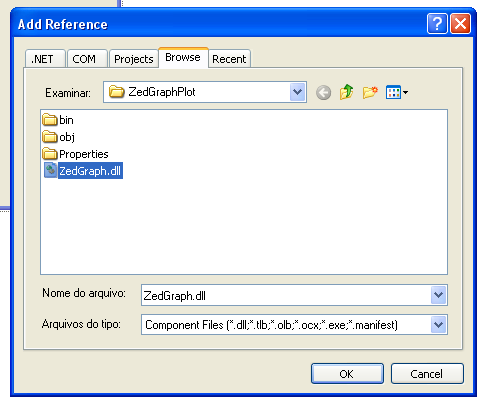 Add Reference
.NET COM Projects Browse Recent
Examinar: ZedGraphPlot
bin
obj
Properties
ZedGraph.dll
Nome do arquivo: ZedGraph.dll
Arquivos do tipo: Component Files (*.dll;*.tlb;*.olb;*.ocx;*.exe;*.manifest)
OK Cancel